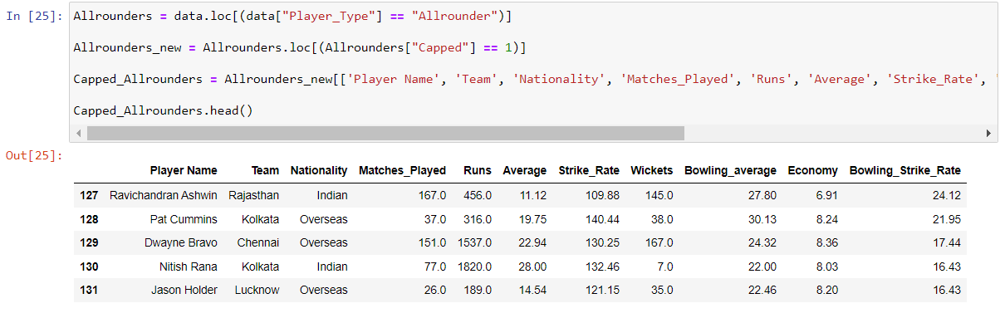 In [25]: Allrounders = data.loc[(data["Player_Type"] == "Allrounder")]
Allrounders_new = Allrounders.loc[(Allrounders["Capped"] == 1)]
Capped_Allrounders = Allrounders_new[['Player Name', 'Team', 'Nationality', 'Matches_Played', 'Runs', 'Average', 'Strike_Rate', '
Capped_Allrounders.head()
Out[25]:
Player Name Team Nationality Matches_Played Runs Average Strike_Rate Wickets Bowling_average Economy Bowling_Strike_Rate
127 Ravichandran Ashwin Rajasthan Indian 167.0 456.0 11.12 109.88 145.0 27.80 6.91 24.12
128 Pat Cummins Kolkata Overseas 37.0 316.0 19.75 140.44 38.0 30.13 8.24 21.95
129 Dwayne Bravo Chennai Overseas 151.0 1537.0 22.94 130.25 167.0 24.32 8.36 17.44
130 Nitish Rana Kolkata Indian 77.0 1820.0 28.00 132.46 7.0 22.00 8.03 16.43
131 Jason Holder Lucknow Overseas 26.0 189.0 14.54 121.15 35.0 22.46 8.20 16.43